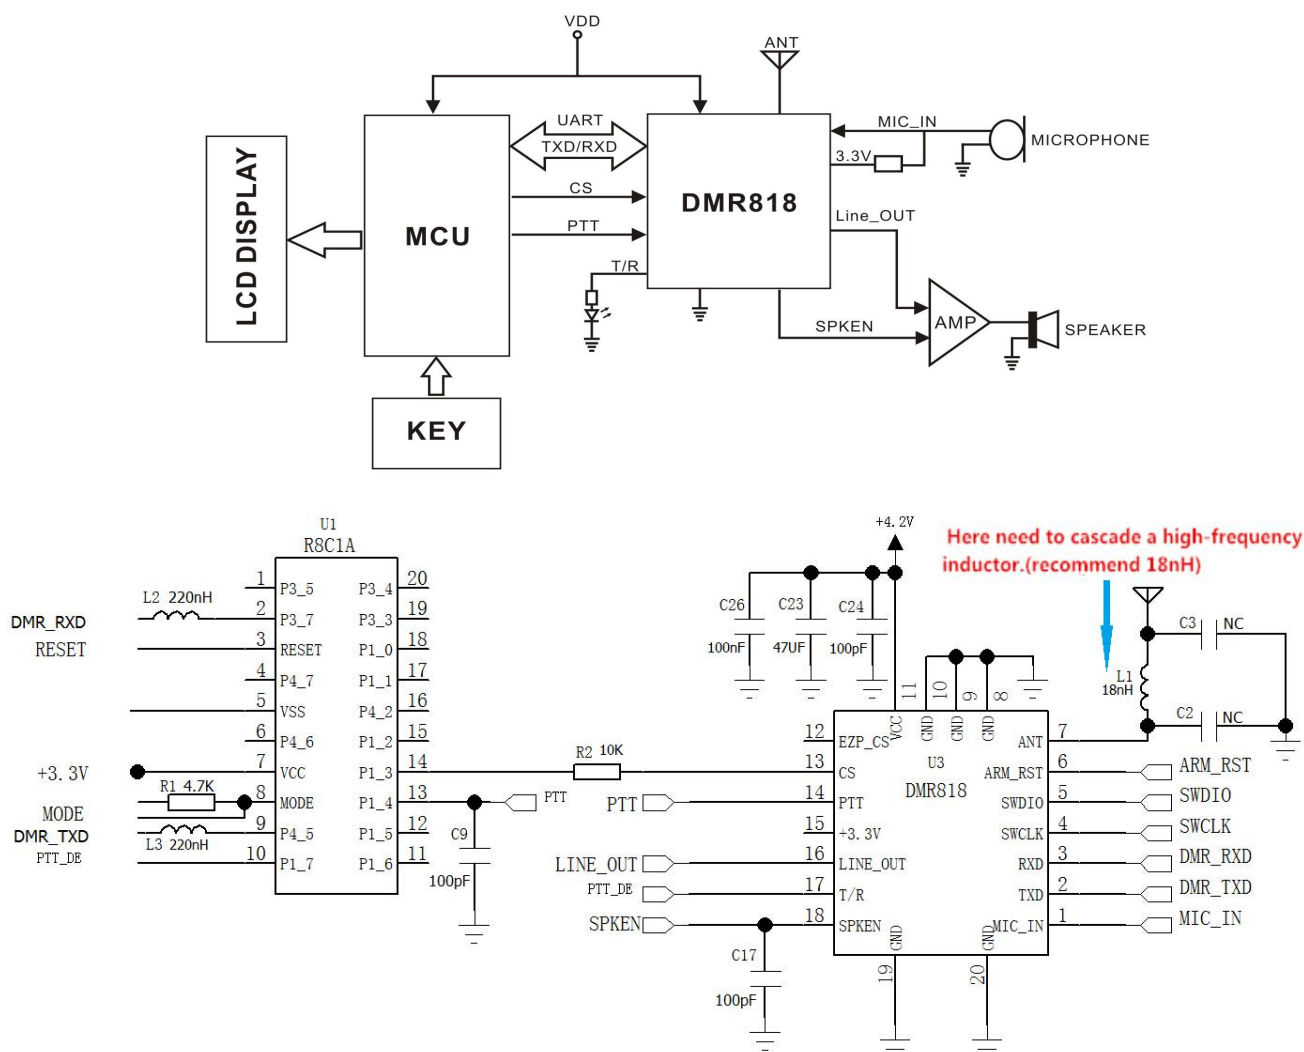 VDD
ANT
UART
TXD/RXD
CS
PTT
T/R
MIC_IN
3.3V
MICROPHONE
Line_OUT
SPKEN
AMP
SPEAKER
LCD DISPLAY
MCU
DMR818
KEY
U1
R8C1A
DMR_RXD
RESET
+3.3V
MODE
DMR_TXD
PTT_DE
L2 220nH
R1 4.7K
L3 220nH
1 P3_5 P3_4 20
2 P3_7 P3_3 19
3 RESET P1_0 18
4 P4_7 P1_1 17
5 VSS P4_2 16
6 P4_6 P1_2 15
7 VCC P1_3 14
8 MODE P1_4 13
9 P4_5 P1_5 12
10 P1_7 P1_6 11
R2 10K
PTT
C9
100pF
+4.2V
C26
100nF
C23
47UF
C24
100pF
Here need to cascade a high-frequency
inductor.(recommend 18nH)
C3 NC
L1
18nH
C2 NC
11 10 9 8
VCC GND GND GND
U3
DMR818
12 EZP_CS ANT 7
13 CS ARM_RST 6 ARM_RST
PTT 14 PTT SWDIO 5 SWDIO
15 +3.3V SWCLK 4 SWCLK
LINE_OUT 16 LINE_OUT RXD 3 DMR_RXD
PTT_DE 17 T/R TXD 2 DMR_TXD
SPKEN 18 SPKEN MIC_IN 1 MIC_IN
GND GND
19 20
C17
100pF